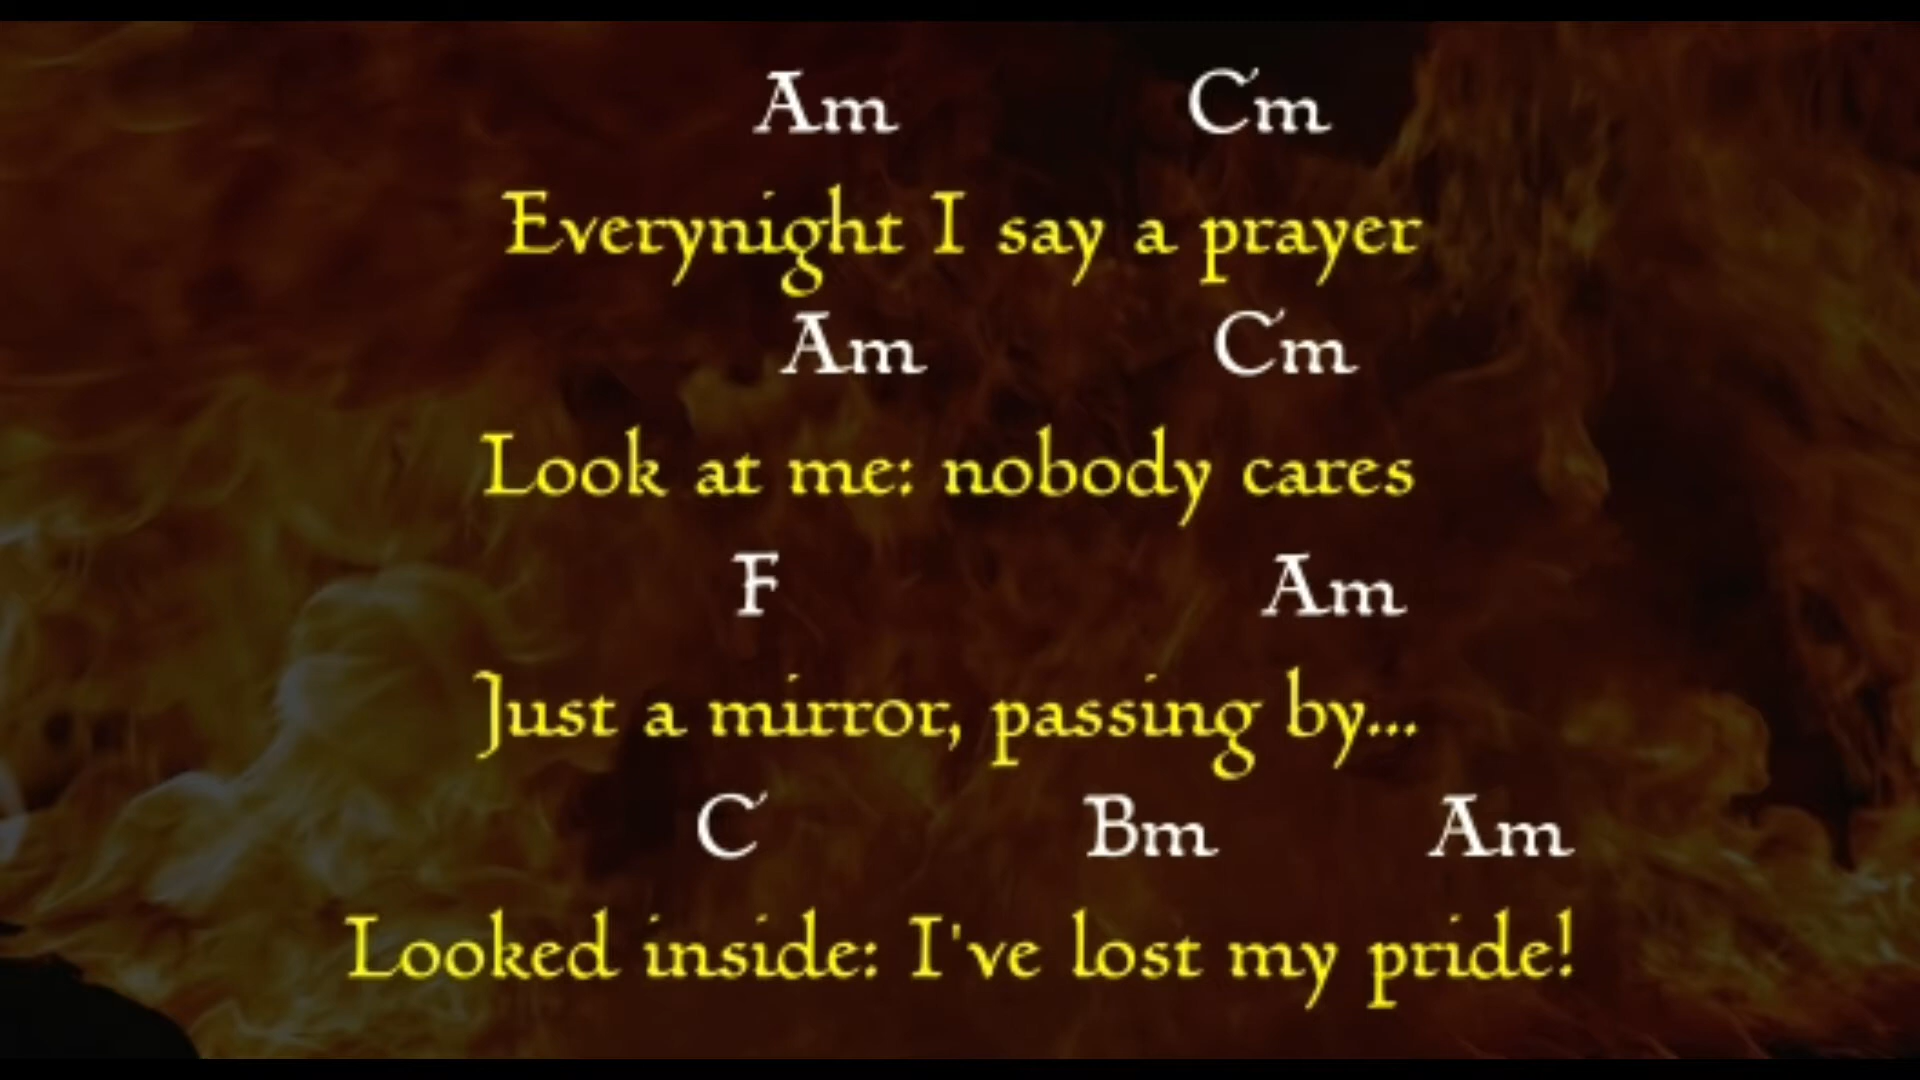 Am Cm
Everynight I say a prayer
Am Cm
Look at me: nobody cares
F Am
Just a mirror, passing by...
C Bm Am
Looked inside: I've lost my pride!